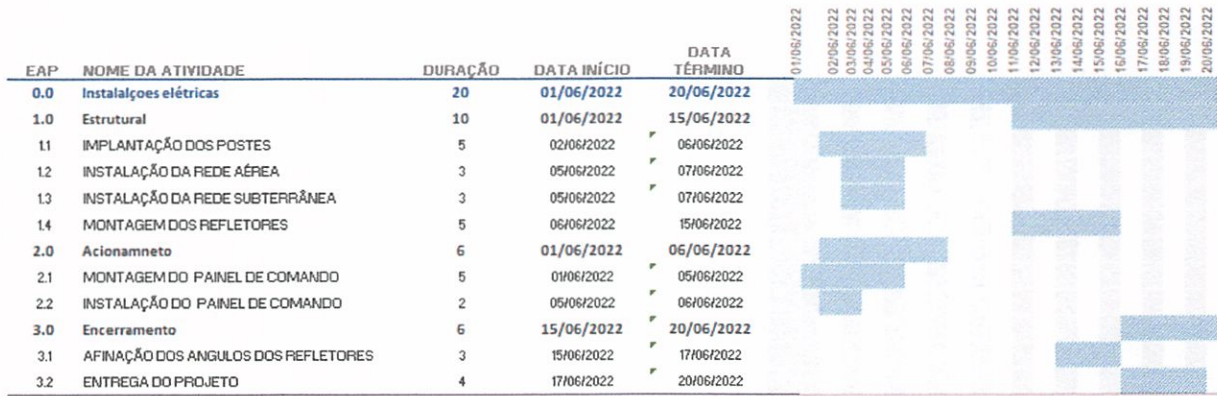 01/06/2022 02/06/2022 03/06/2022 04/06/2022 05/06/2022 06/06/2022 07/06/2022 08/06/2022 09/06/2022 10/06/2022 11/06/2022 12/06/2022 13/06/2022 14/06/2022 15/06/2022 16/06/2022 17/06/2022 18/06/2022 19/06/2022 20/06/2022
EAP NOME DA ATIVIDADE DURAÇÃO DATA INÍCIO DATA TÉRMINO
0.0 Instalalçoes elétricas 20 01/06/2022 20/06/2022
1.0 Estrutural 10 01/06/2022 15/06/2022
1.1 IMPLANTAÇÃO DOS POSTES 5 02/06/2022 06/06/2022
1.2 INSTALAÇÃO DA REDE AÉREA 3 05/06/2022 07/06/2022
1.3 INSTALAÇÃO DA REDE SUBTERRÂNEA 3 05/06/2022 07/06/2022
1.4 MONTAGEM DOS REFLETORES 5 06/06/2022 15/06/2022
2.0 Acionamneto 6 01/06/2022 06/06/2022
2.1 MONTAGEM DO PAINEL DE COMANDO 5 01/06/2022 05/06/2022
2.2 INSTALAÇÃO DO PAINEL DE COMANDO 2 05/06/2022 06/06/2022
3.0 Encerramento 6 15/06/2022 20/06/2022
3.1 AFINAÇÃO DOS ANGULOS DOS REFLETORES 3 15/06/2022 17/06/2022
3.2 ENTREGA DO PROJETO 4 17/06/2022 20/06/2022